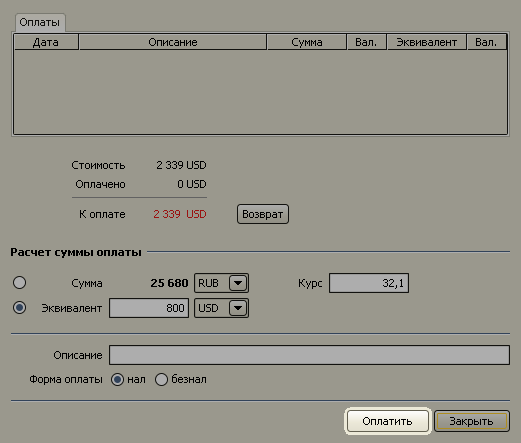 Оплаты
Дата Описание Сумма Вал. Эквивалент Вал.
Стоимость 2 339 USD
Оплачено 0 USD
К оплате 2 339 USD Возврат
Расчет суммы оплаты
Сумма 25 680 RUB Курс 32,1
Эквивалент 800 USD
Описание
Форма оплаты нал безнал
Оплатить Закрыть